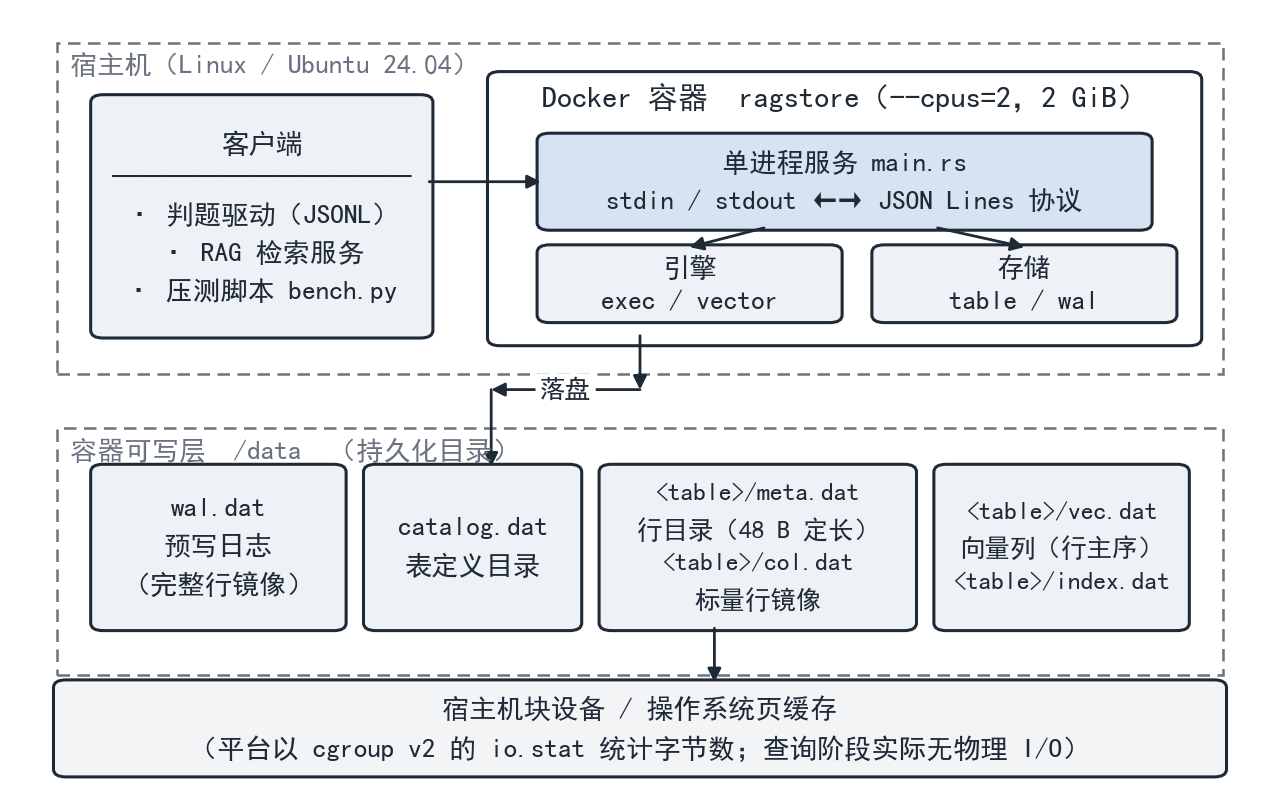 宿主机（Linux / Ubuntu 24.04）
Docker 容器  ragstore（--cpus=2, 2 GiB）
客户端
· 判题驱动（JSONL）
· RAG 检索服务
· 压测脚本 bench.py
单进程服务 main.rs
stdin / stdout ←→ JSON Lines 协议
引擎
exec / vector
存储
table / wal
落盘
容器可写层  /data  （持久化目录）
wal.dat
预写日志
（完整行镜像）
catalog.dat
表定义目录
<table>/meta.dat
行目录（48 B 定长）
<table>/col.dat
标量行镜像
<table>/vec.dat
向量列（行主序）
<table>/index.dat
宿主机块设备 / 操作系统页缓存
（平台以 cgroup v2 的 io.stat 统计字节数；查询阶段实际无物理 I/O）